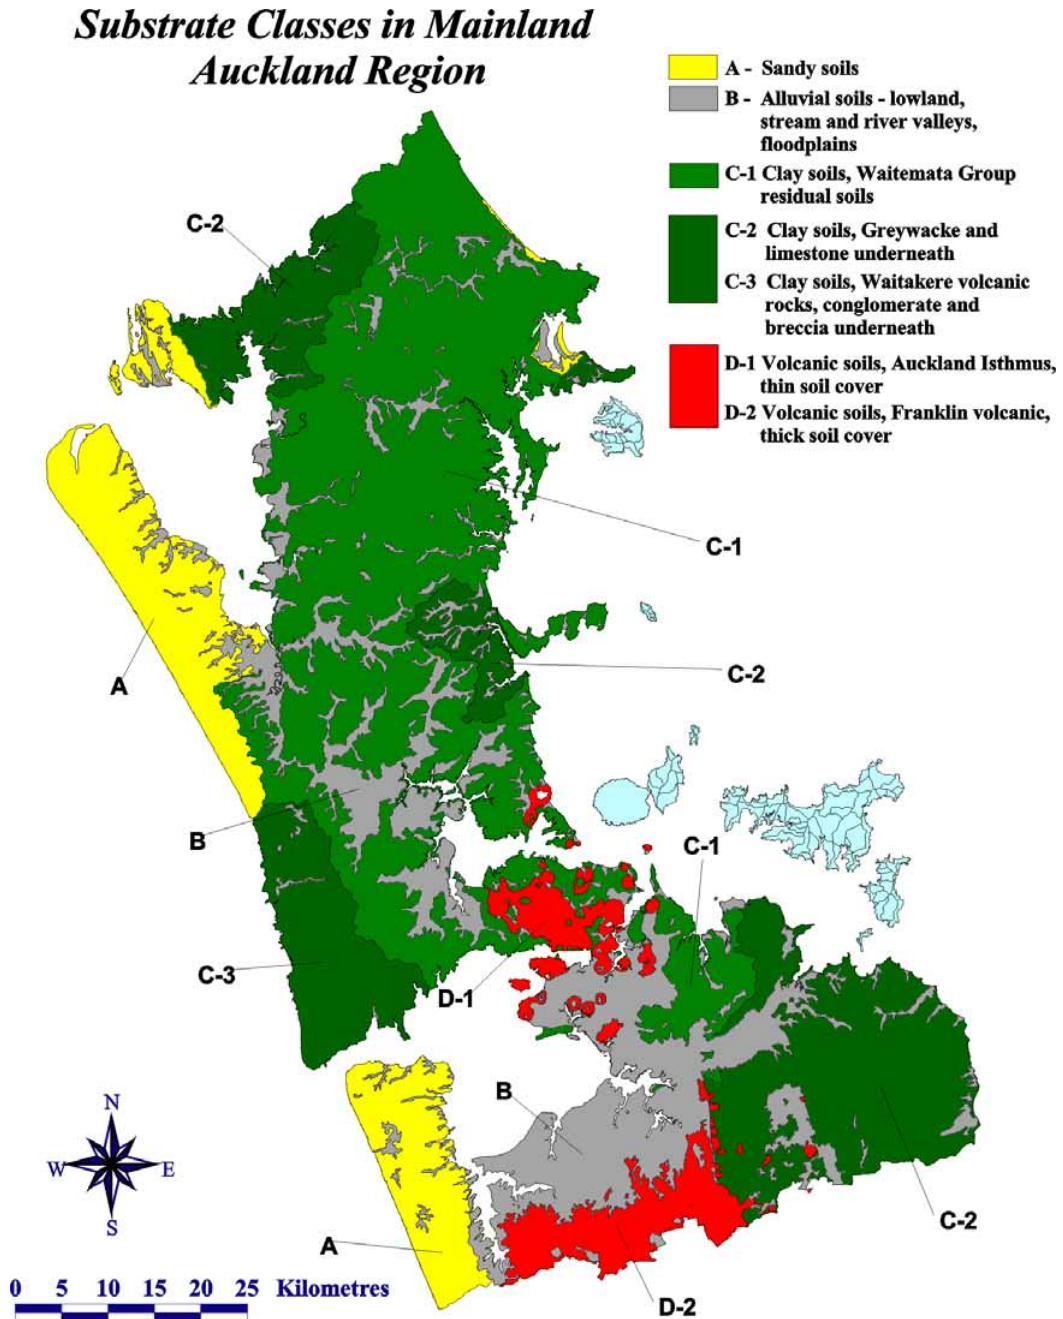 Substrate Classes in Mainland
Auckland Region
A - Sandy soils
B - Alluvial soils - lowland,
stream and river valleys,
floodplains
C-1 Clay soils, Waitemata Group
residual soils
C-2 Clay soils, Greywacke and
limestone underneath
C-3 Clay soils, Waitakere volcanic
rocks, conglomerate and
breccia underneath
D-1 Volcanic soils, Auckland Isthmus,
thin soil cover
D-2 Volcanic soils, Franklin volcanic,
thick soil cover
C-2
C-1
A
C-2
B
C-1
C-3
D-1
B
C-2
A
D-2
N
W
E
S
0 5 10 15 20 25 Kilometres